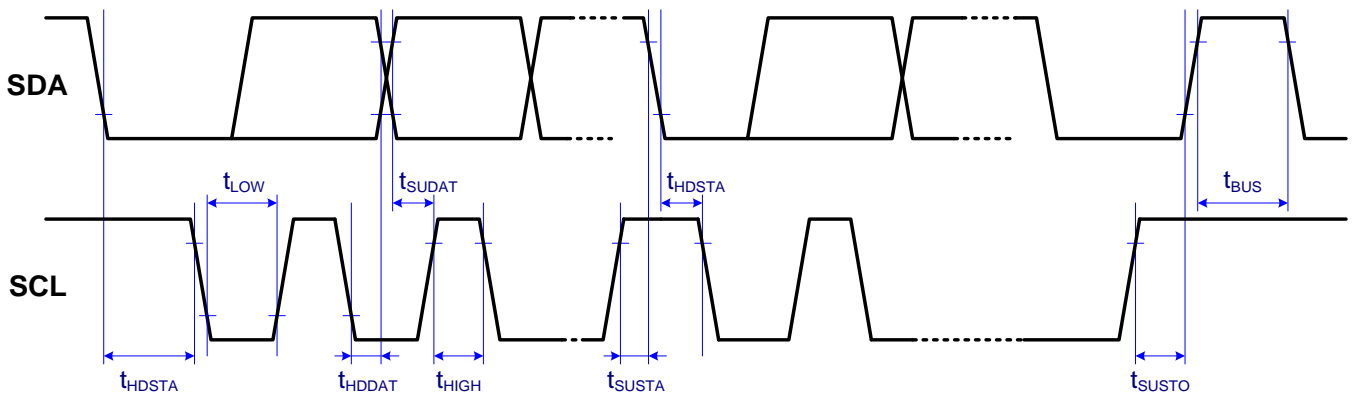 SDA
tLOW
tSUDAT
tHDSTA
tBUS
SCL
tHDSTA
tHDDAT
tHIGH
tSUSTA
tSUSTO